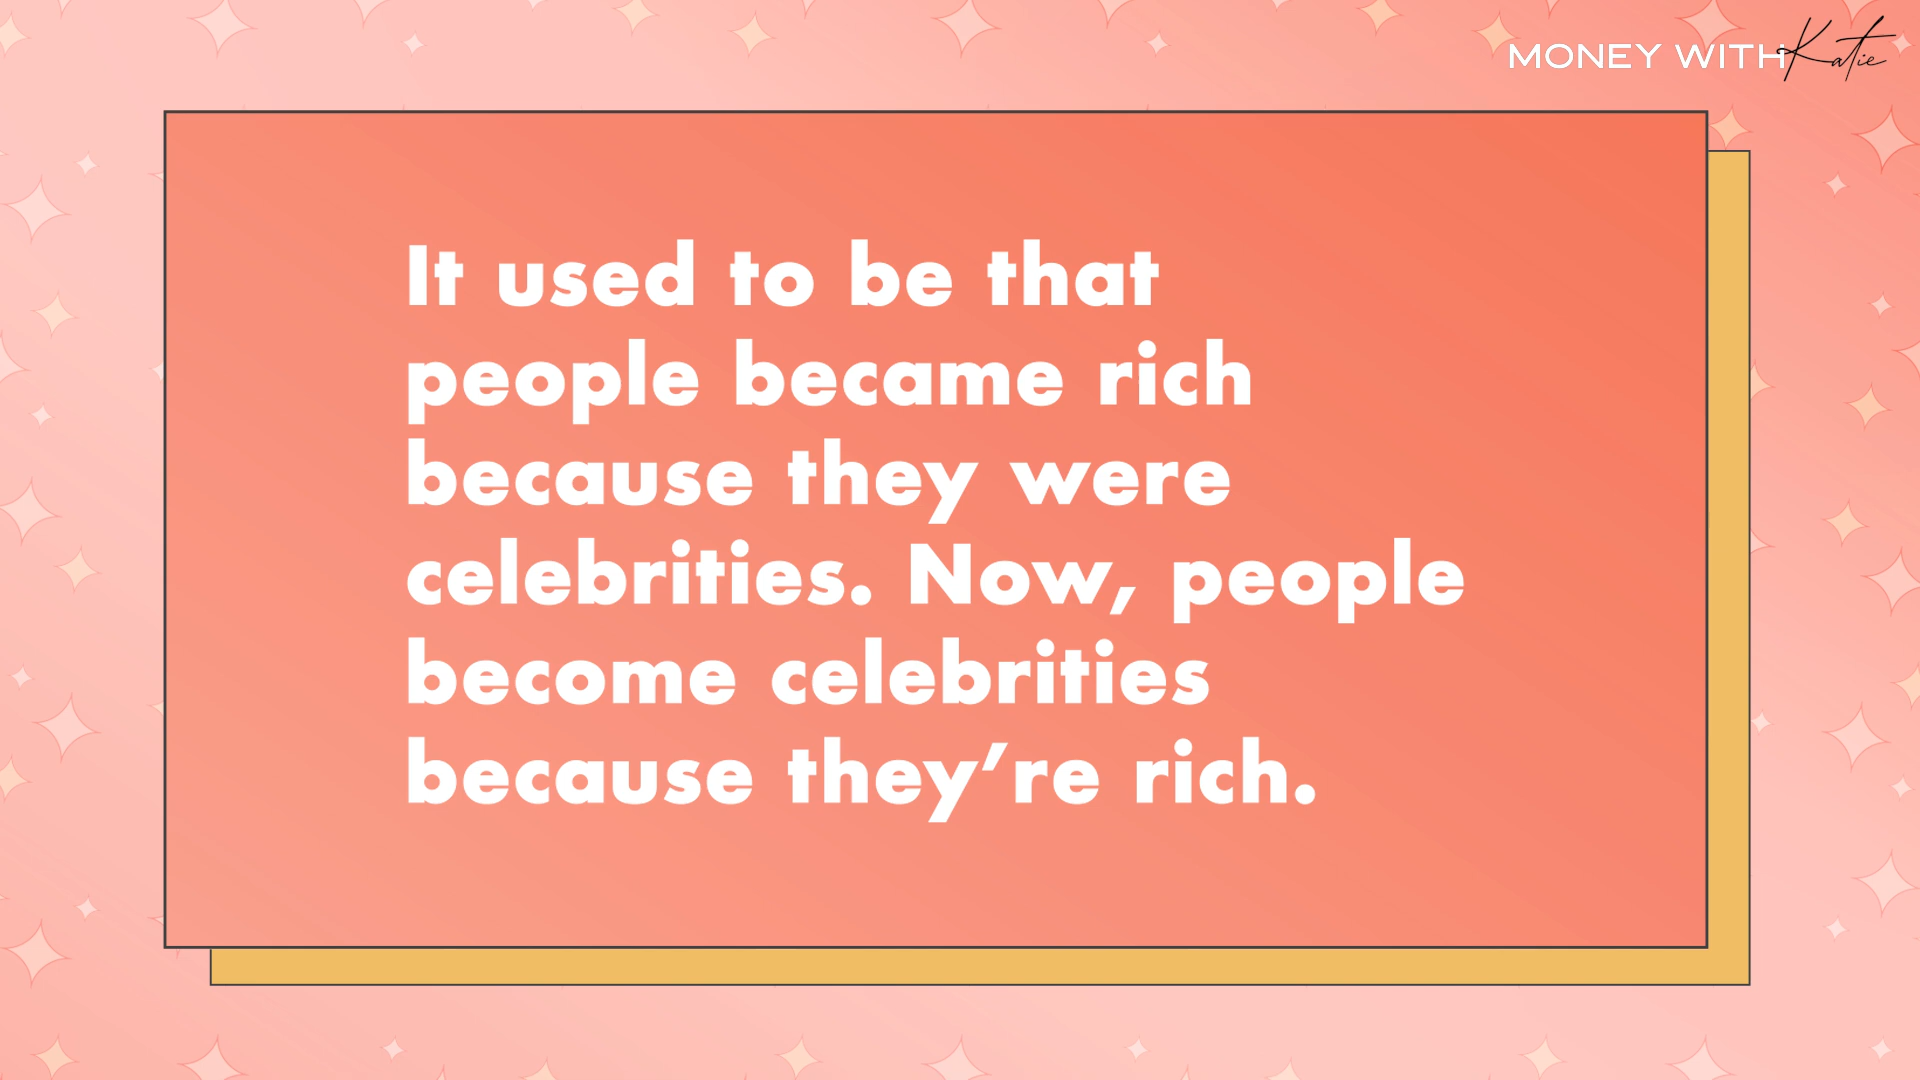 MONEY WITH Katie
It used to be that
people became rich
because they were
celebrities. Now, people
become celebrities
because they’re rich.